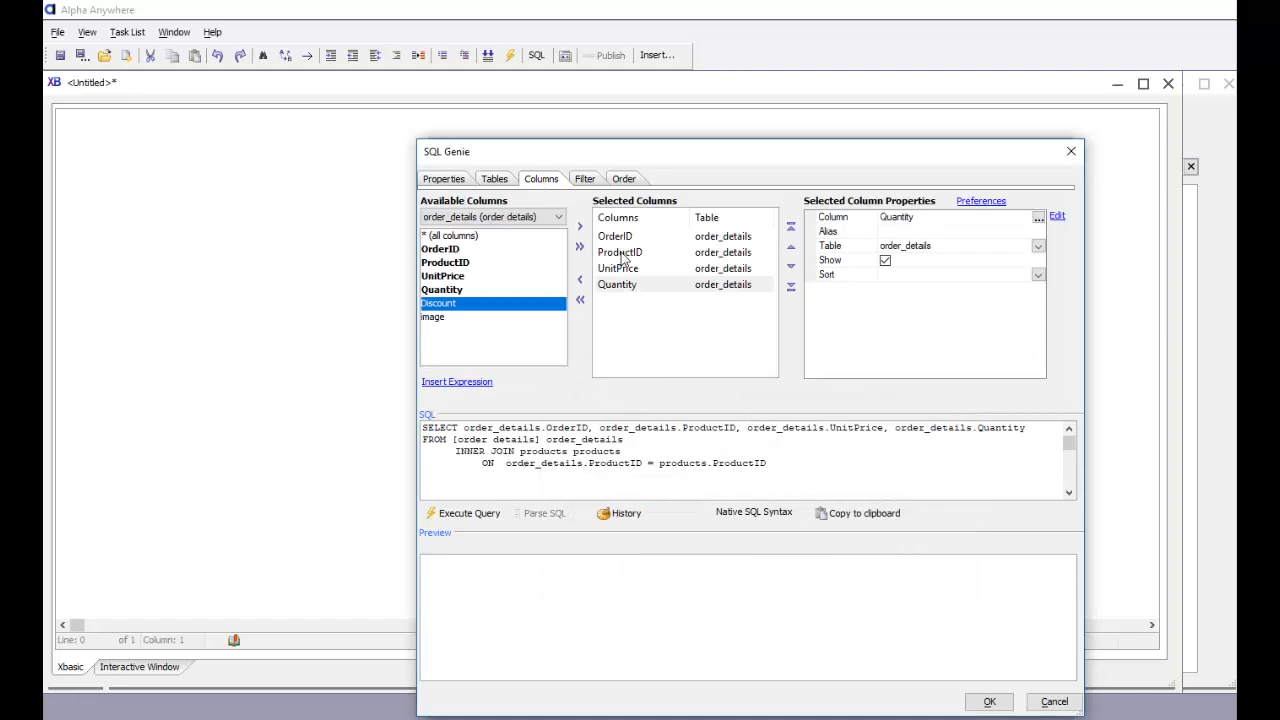 Alpha Anywhere
File View Task List Window Help
SQL Publish Insert...
XB <Untitled>*
SQL Genie
Properties Tables Columns Filter Order
Available Columns Selected Columns Selected Column Properties Preferences
order_details (order details) Columns Table Column Quantity ... Edit
* (all columns) OrderID order_details Alias
OrderID ProductID order_details Table order_details
ProductID UnitPrice order_details Show
UnitPrice Quantity order_details Sort
Quantity
Discount
image
Insert Expression
SQL
SELECT order_details.OrderID, order_details.ProductID, order_details.UnitPrice, order_details.Quantity
FROM [order details] order_details
INNER JOIN products products
ON order_details.ProductID = products.ProductID
Execute Query Parse SQL History Native SQL Syntax Copy to clipboard
Preview
Line: 0 of 1 Column: 1
Xbasic Interactive Window
OK Cancel